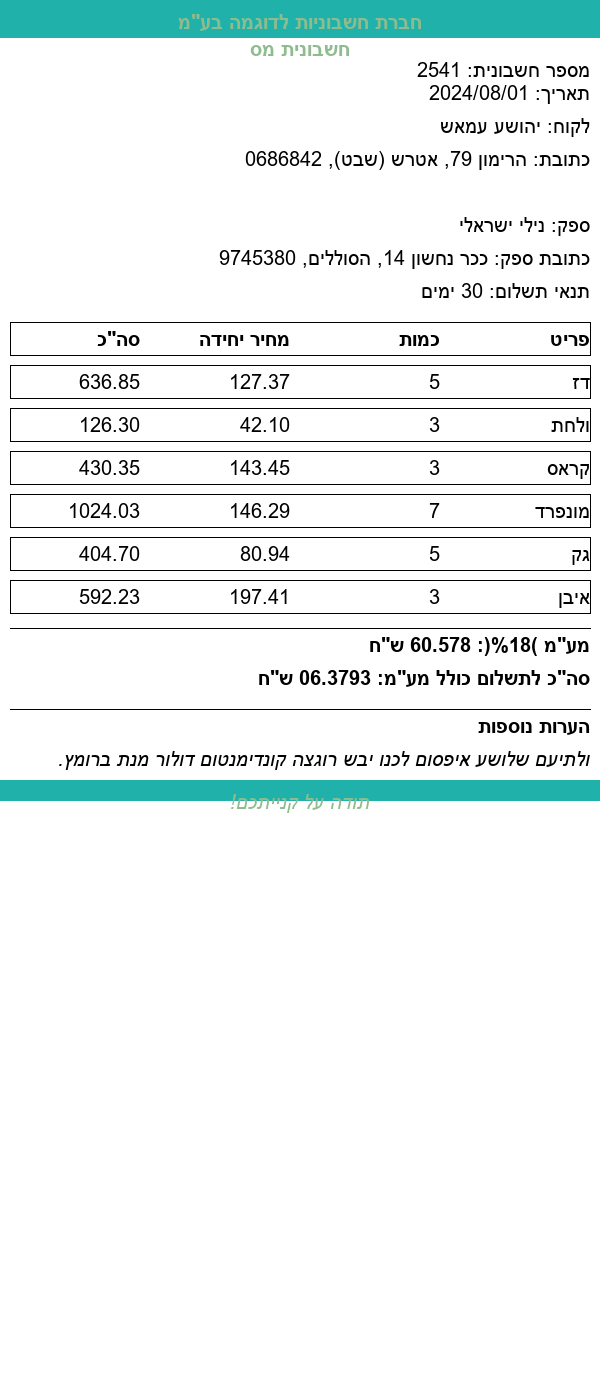 חברת חשבוניות לדוגמה בע"מ
חשבונית מס
מספר חשבונית: 2541
תאריך: 2024/08/01
לקוח: יהושע עמאש
כתובת: הרימון 79, אטרש (שבט), 0686842
ספק: נילי ישראלי
כתובת ספק: ככר נחשון 14, הסוללים, 9745380
תנאי תשלום: 30 ימים
פריט כמות מחיר יחידה סה"כ
דז 5 127.37 636.85
ולחת 3 42.10 126.30
קראס 3 143.45 430.35
מונפרד 7 146.29 1024.03
גק 5 80.94 404.70
איבן 3 197.41 592.23
מע"מ )18%(: 60.578 ש"ח
סה"כ לתשלום כולל מע"מ: 06.3793 ש"ח
הערות נוספות
ולתיעם שלושע איפסום לכנו יבש רוגצה קונדימנטום דולור מנת ברומץ.
תודה על קנייתכם!